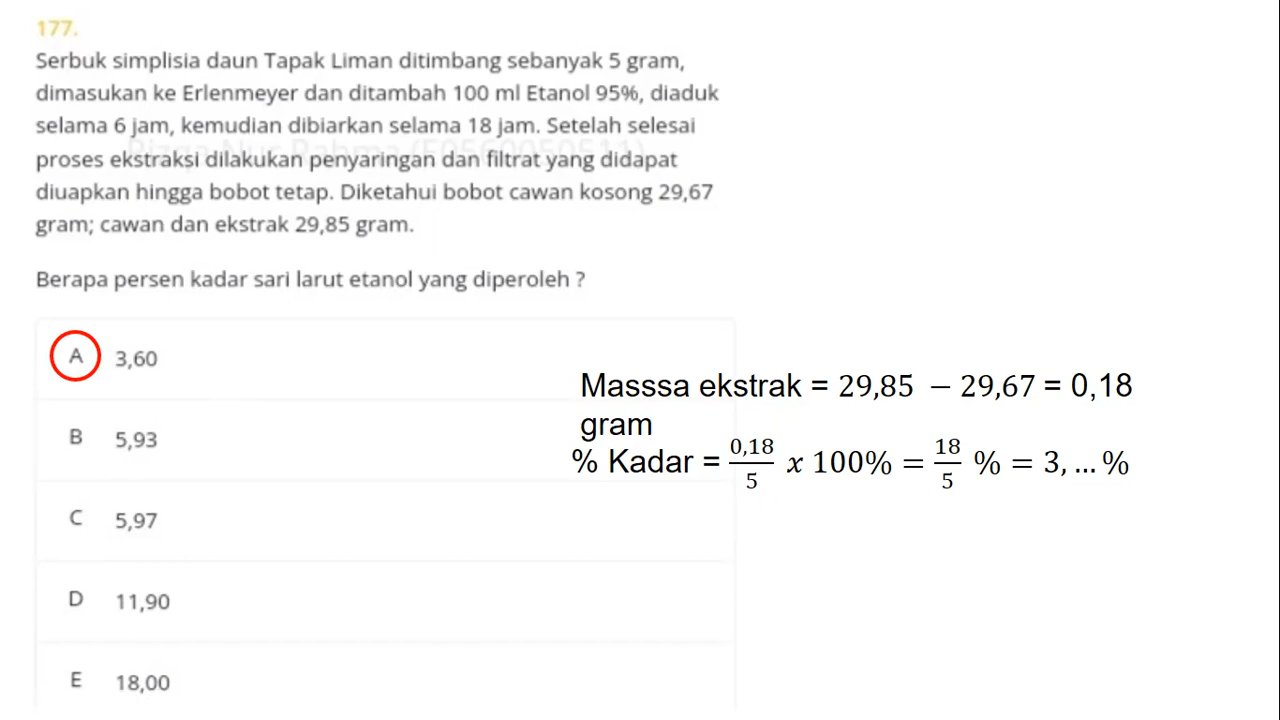 177.
Serbuk simplisia daun Tapak Liman ditimbang sebanyak 5 gram,
dimasukan ke Erlenmeyer dan ditambah 100 ml Etanol 95%, diaduk
selama 6 jam, kemudian dibiarkan selama 18 jam. Setelah selesai
proses ekstraksi dilakukan penyaringan dan filtrat yang didapat
diuapkan hingga bobot tetap. Diketahui bobot cawan kosong 29,67
gram; cawan dan ekstrak 29,85 gram.
Berapa persen kadar sari larut etanol yang diperoleh ?
A 3,60
B 5,93
C 5,97
D 11,90
E 18,00
Masssa ekstrak = 29,85 − 29,67 = 0,18
gram
% Kadar = 0,18/5 x 100% = 18/5 % = 3, ... %